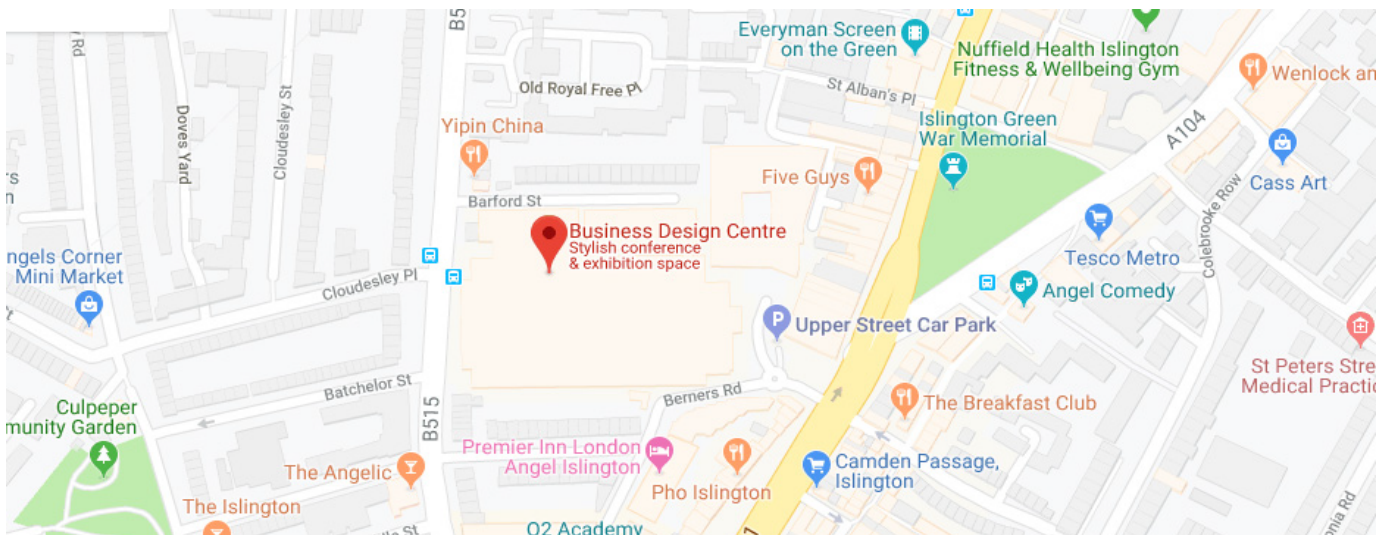 B5
Everyman Screen
on the Green
Nuffield Health Islington
Fitness & Wellbeing Gym
Wenlock an
y Rd
Doves Yard
Cloudesley St
Old Royal Free Pl
St Alban's Pl
A104
Yipin China
Islington Green
War Memorial
Five Guys
Cass Art
rs
n
Barford St
Business Design Centre
Stylish conference
& exhibition space
Colebrooke Row
ngels Corner
Mini Market
Cloudesley Pl
Tesco Metro
Angel Comedy
P
Upper Street Car Park
St Peters Stre
Medical Practic
Batchelor St
Berners Rd
The Breakfast Club
Culpeper
munity Garden
B515
Premier Inn London
Angel Islington
The Angelic
Pho Islington
Camden Passage,
Islington
The Islington
O2 Academy